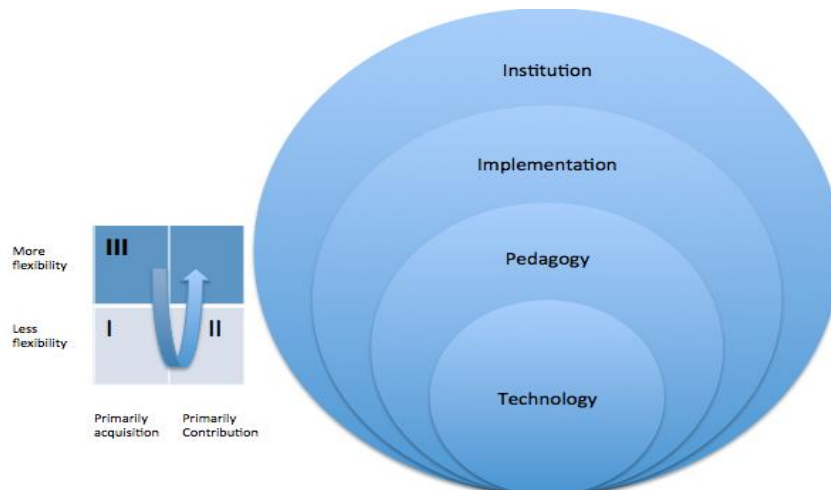 Institution
Implementation
Pedagogy
Technology
More
flexibility
III
Less
flexibility
I
II
Primarily
acquisition
Primarily
Contribution